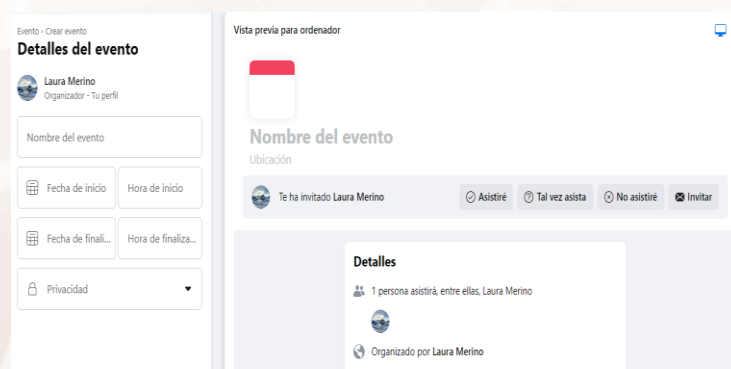 Evento › Crear evento
Detalles del evento
Laura Merino
Organizador - Tu perfil
Nombre del evento
Fecha de inicio
Hora de inicio
Fecha de finali...
Hora de finaliza...
Privacidad
Vista previa para ordenador
Nombre del evento
Ubicación
Te ha invitado Laura Merino
Asistiré
Tal vez asista
No asistiré
Invitar
Detalles
1 persona asistirá, entre ellas, Laura Merino
Organizado por Laura Merino